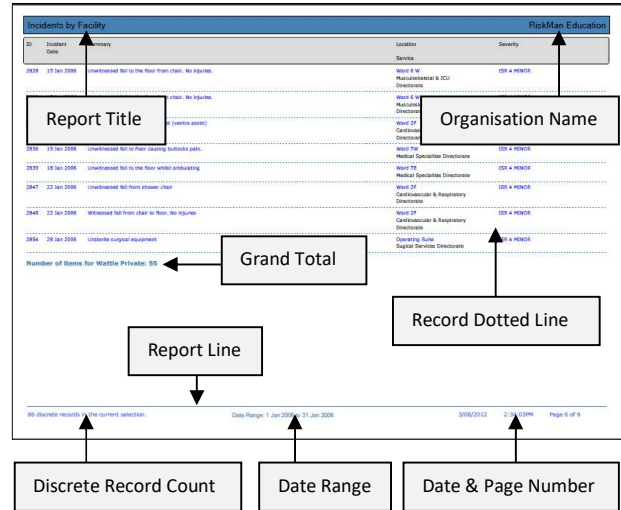 Incidents by Facility RiskMan Education
ID Incident Date Summary Location Severity
Service
2828 15 Jan 2006 Unwitnessed fall to the floor from chair. No injuries. Ward 6 W ISR 4 MINOR
Musculoskeletal & ICU
Directorate
chair. No injuries. Ward 6 W ISR 4 MINOR
Report Title
Organisation Name
(ventra assist) Ward 2F
2836 19 Jan 2006 Unwitnessed fall to floor causing buttocks pain. Ward 7W ISR 4 MINOR
Medical Specialties Directorate
2839 18 Jan 2006 Unwitnessed fall to the floor whilst ambulating Ward 7E ISR 4 MINOR
Medical Specialties Directorate
2847 22 Jan 2006 Unwitnessed fall from shower chair Ward 2F ISR 4 MINOR
Cardiovascular & Respiratory
Directorate
2848 22 Jan 2006 Witnessed fall from chair to floor. No injuries Ward 2F ISR 4 MINOR
Cardiovascular & Respiratory
Directorate
2854 28 Jan 2006 Unsterile surgical equipment Operating Suite ISR 4 MINOR
Sugical Services Directorate
Number of items for Wattle Private: 55
Grand Total
Record Dotted Line
Report Line
86 discrete records in the current selection. Date Range: 1 Jan 2006 to 31 Jan 2006 3/08/2012 2:34:03PM Page 6 of 9
Discrete Record Count
Date Range
Date & Page Number